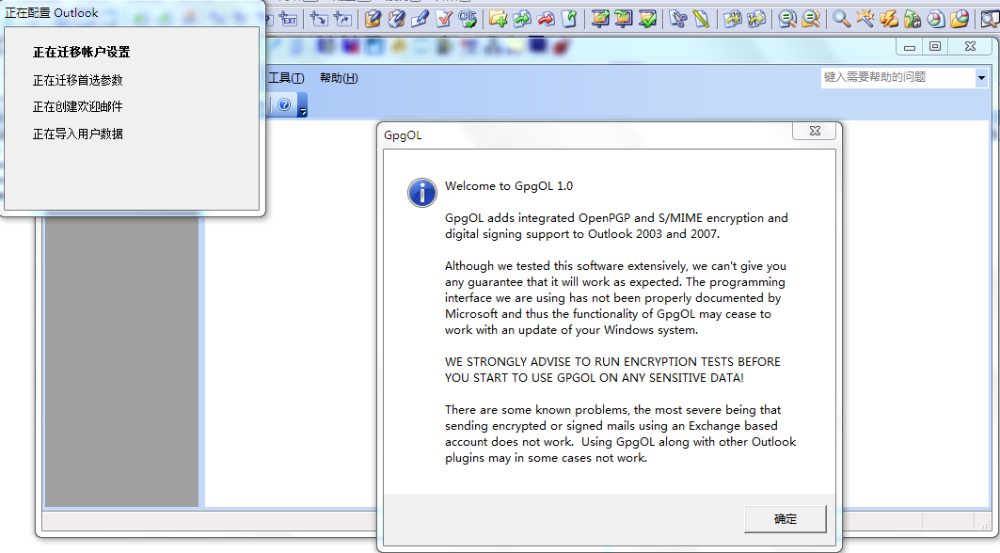 正在配置 Outlook
正在迁移帐户设置
正在迁移首选参数
正在创建欢迎邮件
正在导入用户数据
EXT
工具(T) 帮助(H)
键入需要帮助的问题
GpgOL
Welcome to GpgOL 1.0
GpgOL adds integrated OpenPGP and S/MIME encryption and
digital signing support to Outlook 2003 and 2007.
Although we tested this software extensively, we can't give you
any guarantee that it will work as expected. The programming
interface we are using has not been properly documented by
Microsoft and thus the functionality of GpgOL may cease to
work with an update of your Windows system.
WE STRONGLY ADVISE TO RUN ENCRYPTION TESTS BEFORE
YOU START TO USE GPGOL ON ANY SENSITIVE DATA!
There are some known problems, the most severe being that
sending encrypted or signed mails using an Exchange based
account does not work. Using GpgOL along with other Outlook
plugins may in some cases not work.
确定